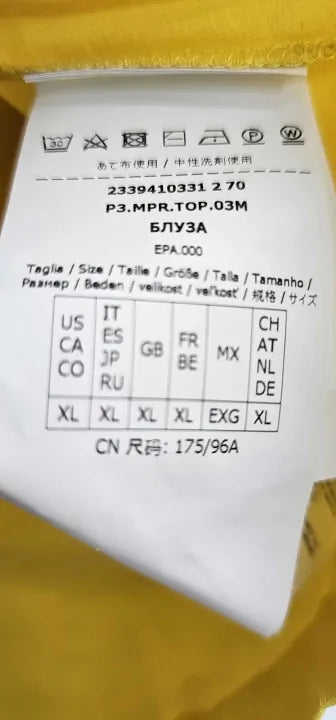 30 P W
あて布使用 / 中性洗剤使用
2339410331 2 70
P3.MPR.TOP.03M
БЛУЗА
EPA.000
Taglia / Size / Taille / Größe / Talla / Tamanho /
Размер / Beden / velikost / veľkosť / 规格 / サイズ
US CA CO | IT ES JP RU | GB | FR BE | MX | CH AT NL DE
XL XL XL XL EXG XL
CN 尺码: 175/96A